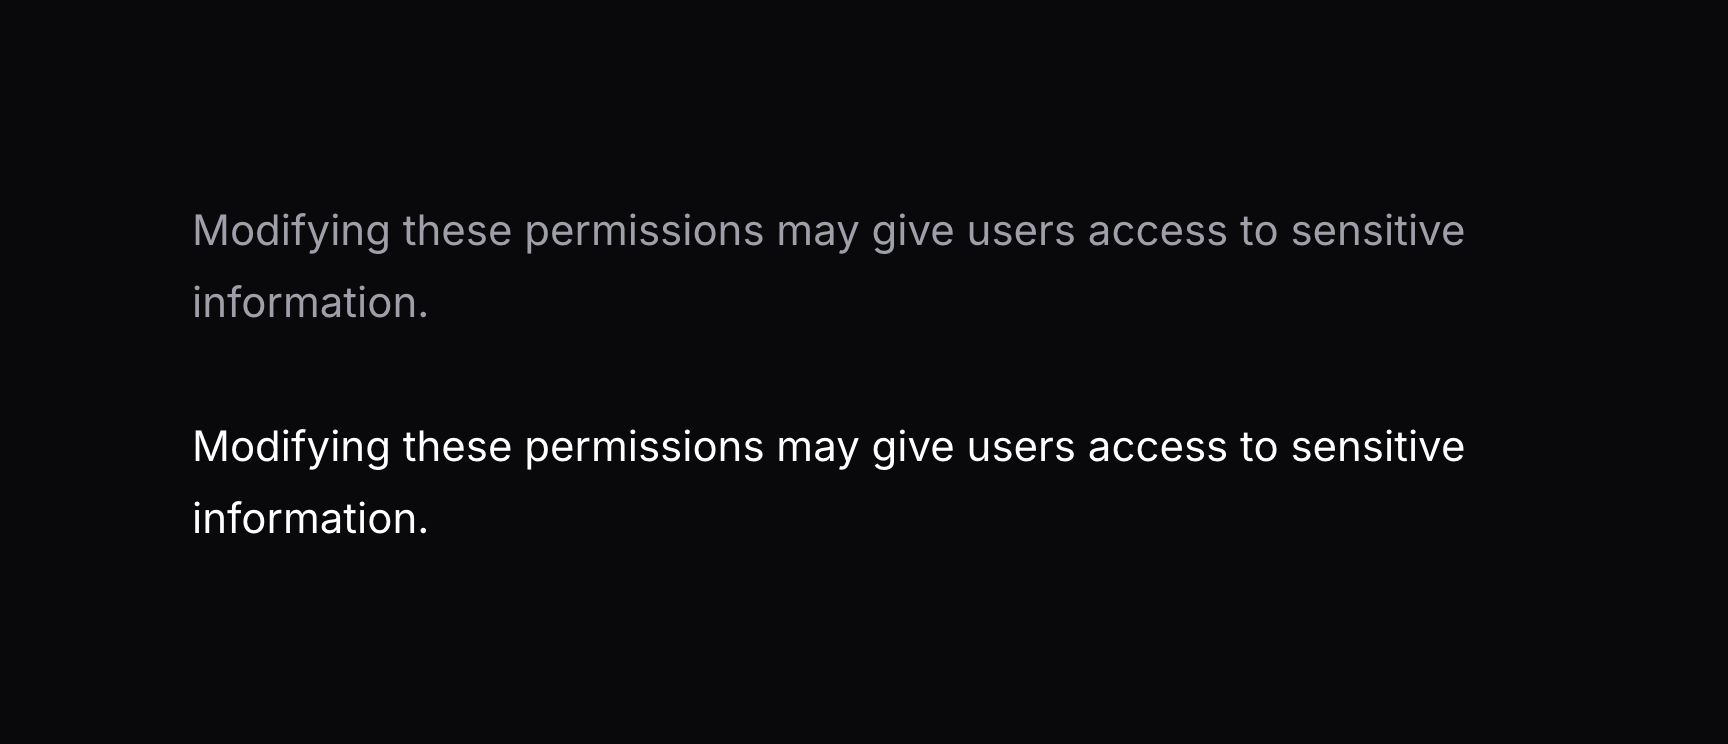 Modifying these permissions may give users access to sensitive
information.
Modifying these permissions may give users access to sensitive
information.